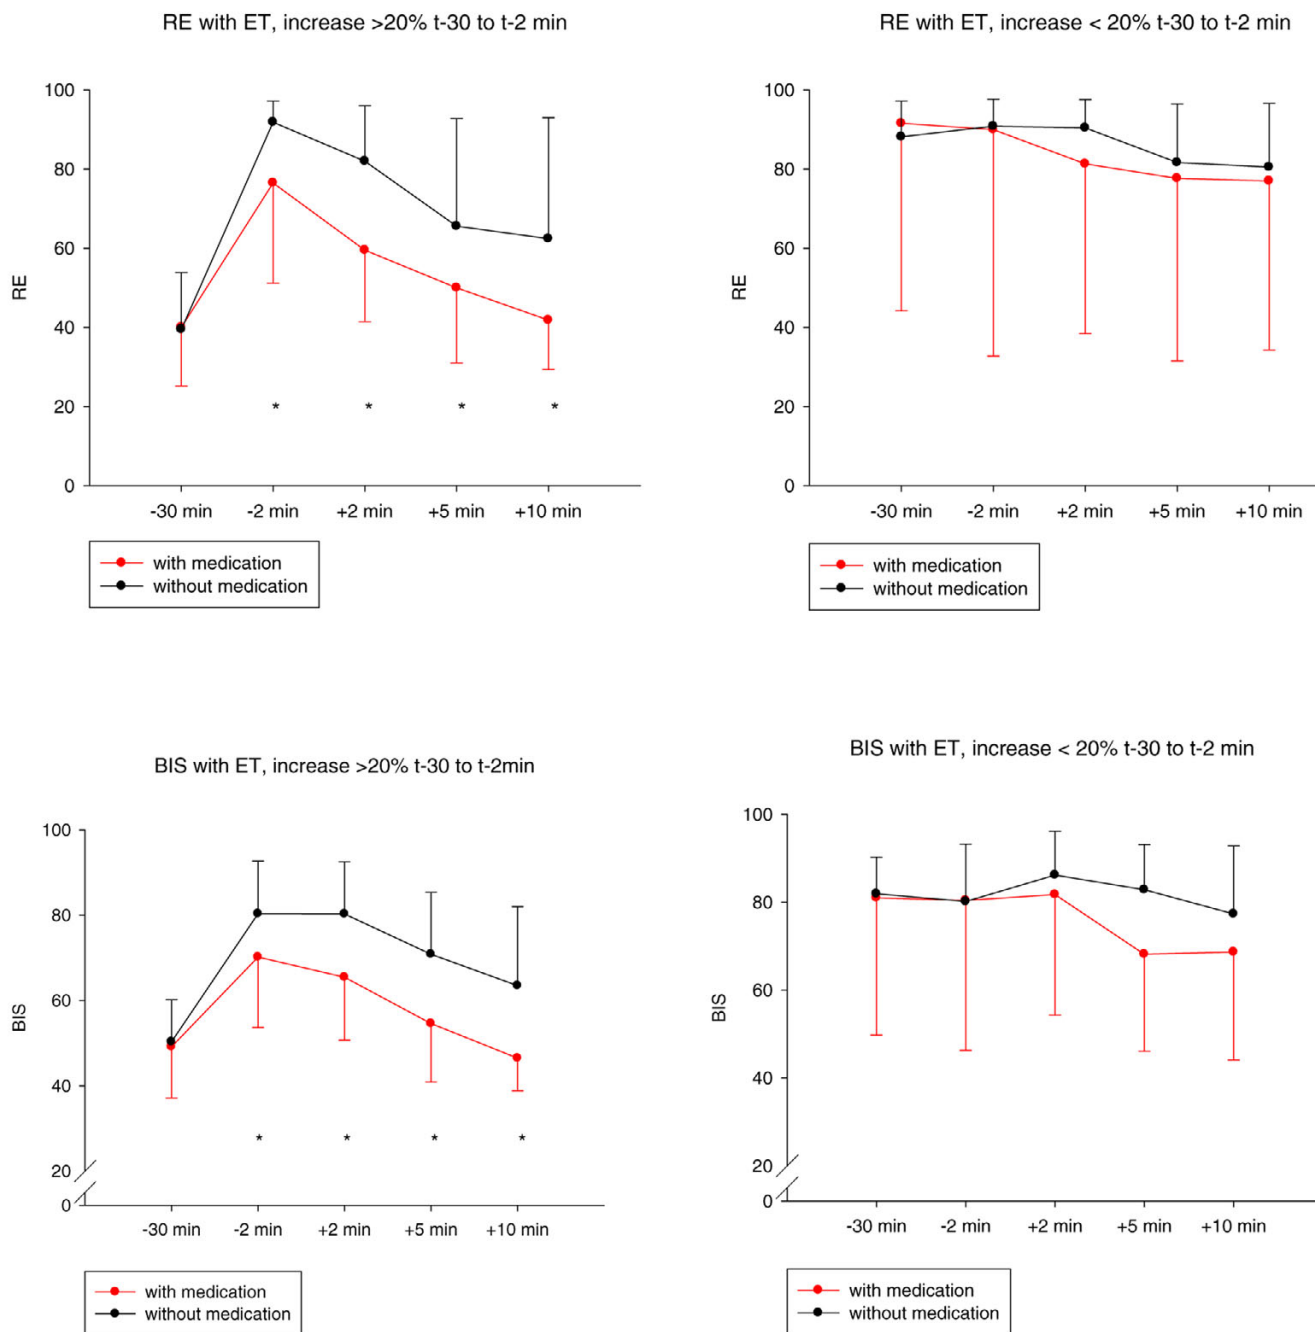 RE with ET, increase >20% t-30 to t-2 min
100
80
60
40
20
0
RE
-30 min -2 min +2 min +5 min +10 min
* * * *
with medication
without medication
RE with ET, increase < 20% t-30 to t-2 min
100
80
60
40
20
0
RE
-30 min -2 min +2 min +5 min +10 min
with medication
without medication
BIS with ET, increase >20% t-30 to t-2min
100
80
60
40
20
0
BIS
* * * *
-30 min -2 min +2 min +5 min +10 min
with medication
without medication
BIS with ET, increase < 20% t-30 to t-2 min
100
80
60
40
20
0
BIS
-30 min -2 min +2 min +5 min +10 min
with medication
without medication